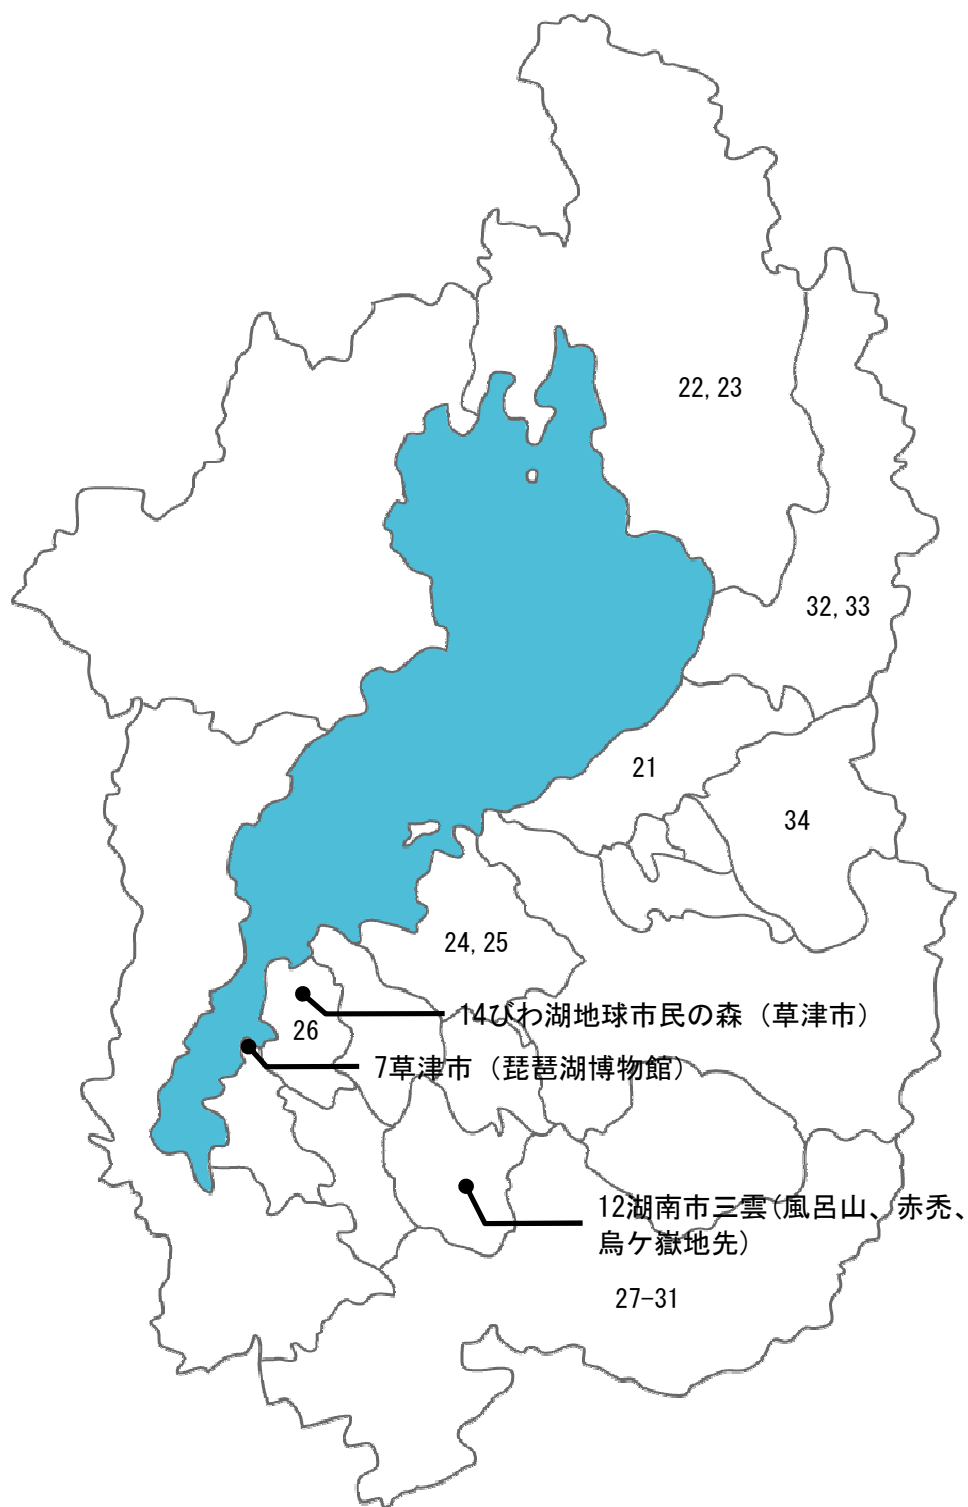 22, 23
32, 33
21
34
24, 25
14びわ湖地球市民の森（草津市）
26
7草津市（琵琶湖博物館）
12湖南市三雲(風呂山、赤禿、
烏ケ嶽地先)
27-31